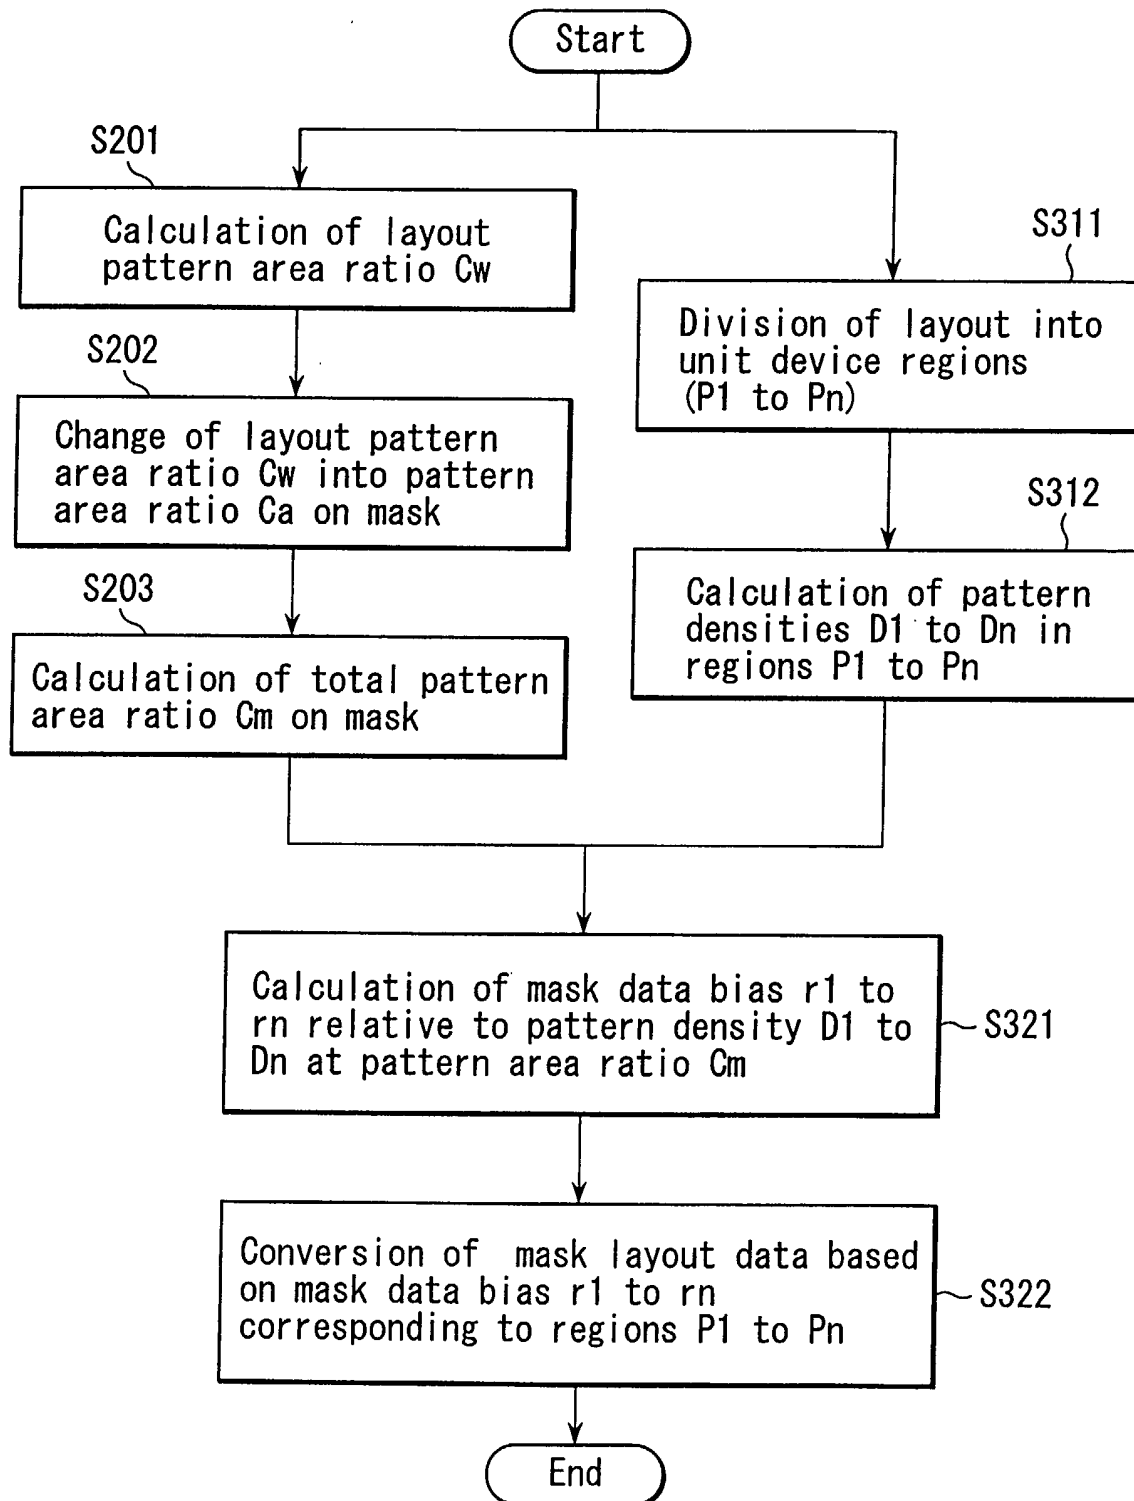 Start
S201
Calculation of layout
pattern area ratio Cw
S202
Change of layout pattern
area ratio Cw into pattern
area ratio Ca on mask
S203
Calculation of total pattern
area ratio Cm on mask
S311
Division of layout into
unit device regions
(P1 to Pn)
S312
Calculation of pattern
densities D1 to Dn in
regions P1 to Pn
Calculation of mask data bias r1 to
rn relative to pattern density D1 to
Dn at pattern area ratio Cm
S321
Conversion of mask layout data based
on mask data bias r1 to rn
corresponding to regions P1 to Pn
S322
End